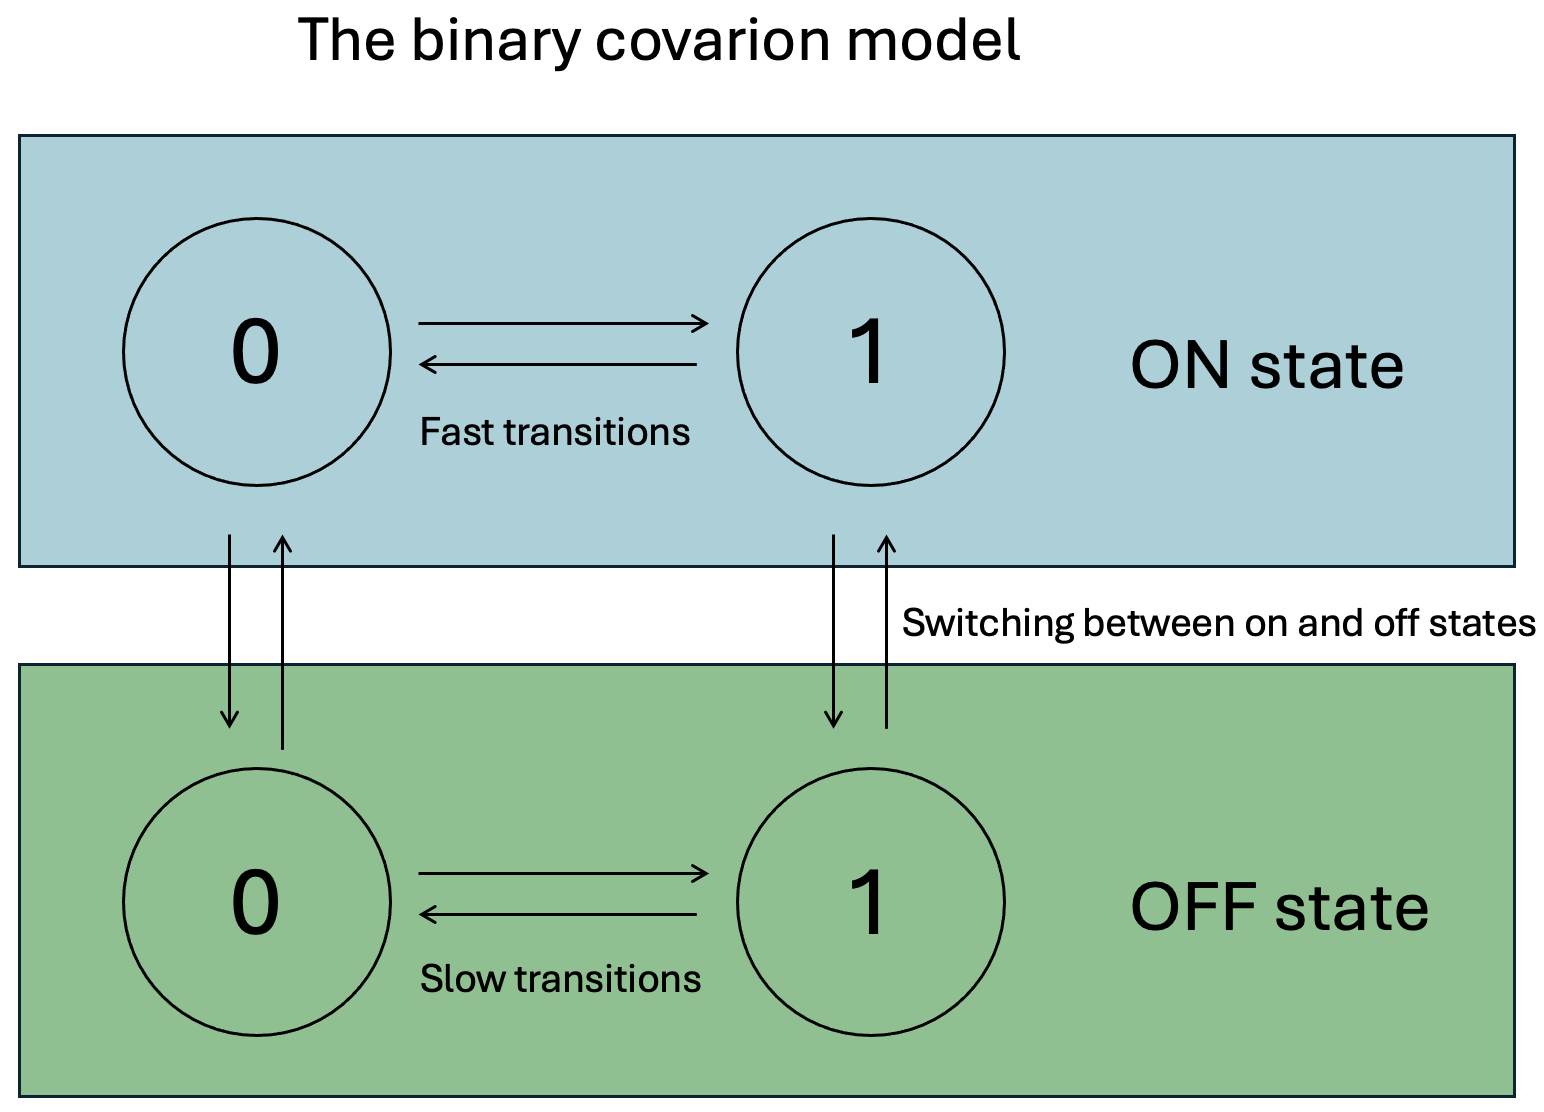 The binary covarion model
0
1
ON state
Fast transitions
Switching between on and off states
0
1
OFF state
Slow transitions